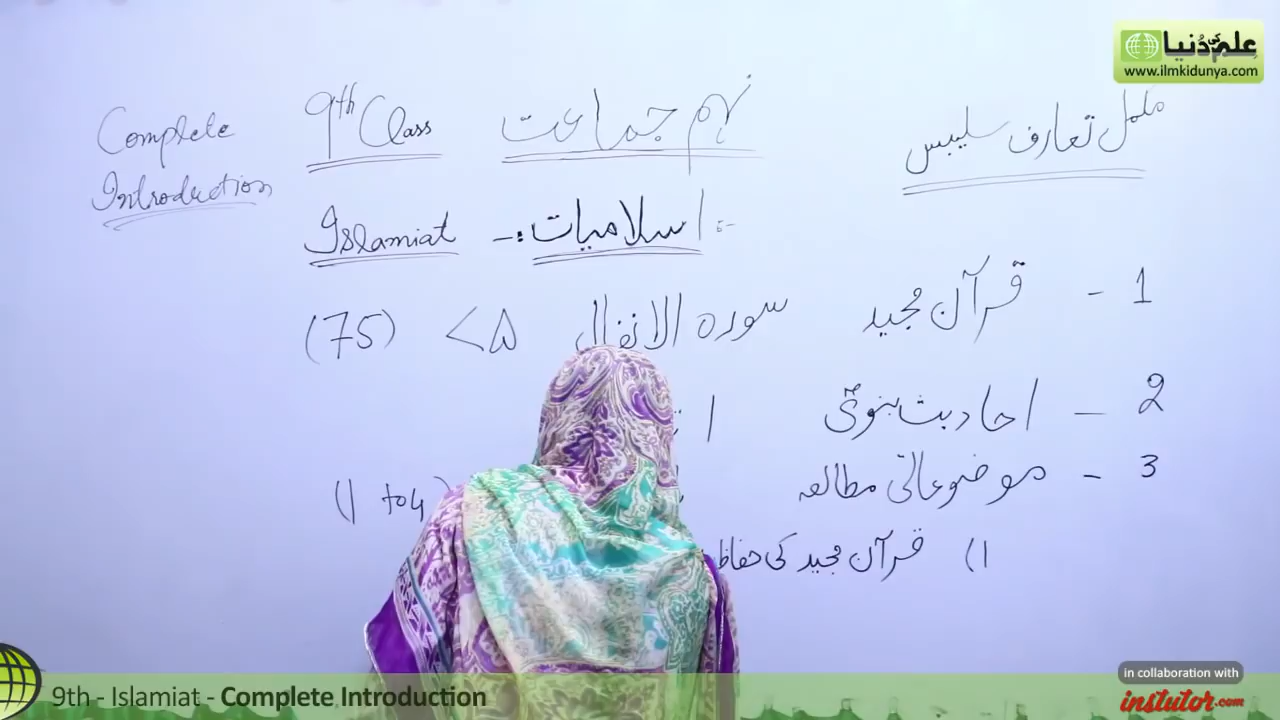 علم کی دُنیا
www.ilmkidunya.com
مکمل تعارف سلیبس
نہم جماعت 9th Class
Complete
Introduction
:- اسلامیات :- Islamiat
1 - قرآن مجید سورہ الانفال ۷۵ (75)
2 - احادیث نبویؐ ا
3 - موضوعاتی مطالعہ (1 to 4
1) قرآن مجید کی حفاظ
9th - Islamiat - Complete Introduction
in collaboration with
instutor.com